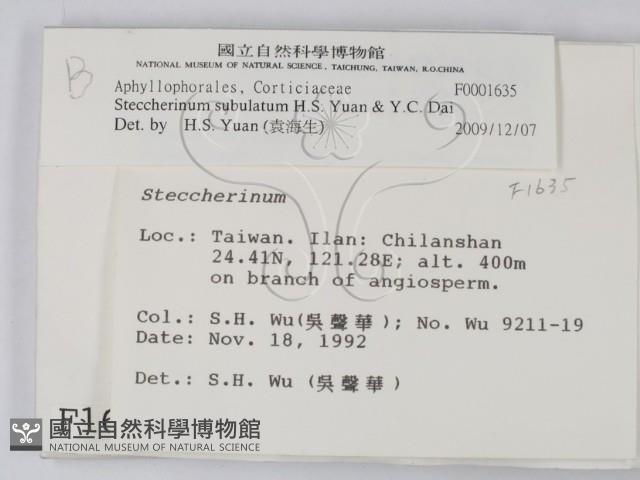 B
國立自然科學博物館
NATIONAL MUSEUM OF NATURAL SCIENCE, TAICHUNG, TAIWAN, R.O.CHINA
Aphyllophorales, Corticiaceae F0001635
Steccherinum subulatum H.S. Yuan & Y.C. Dai
Det. by H.S. Yuan (袁海生) 2009/12/07
F1635
Steccherinum
Loc.: Taiwan. Ilan: Chilanshan
24.41N, 121.28E; alt. 400m
on branch of angiosperm.
Col.: S.H. Wu(吳聲華); No. Wu 9211-19
Date: Nov. 18, 1992
Det.: S.H. Wu (吳聲華)
國立自然科學博物館
NATIONAL MUSEUM OF NATURAL SCIENCE